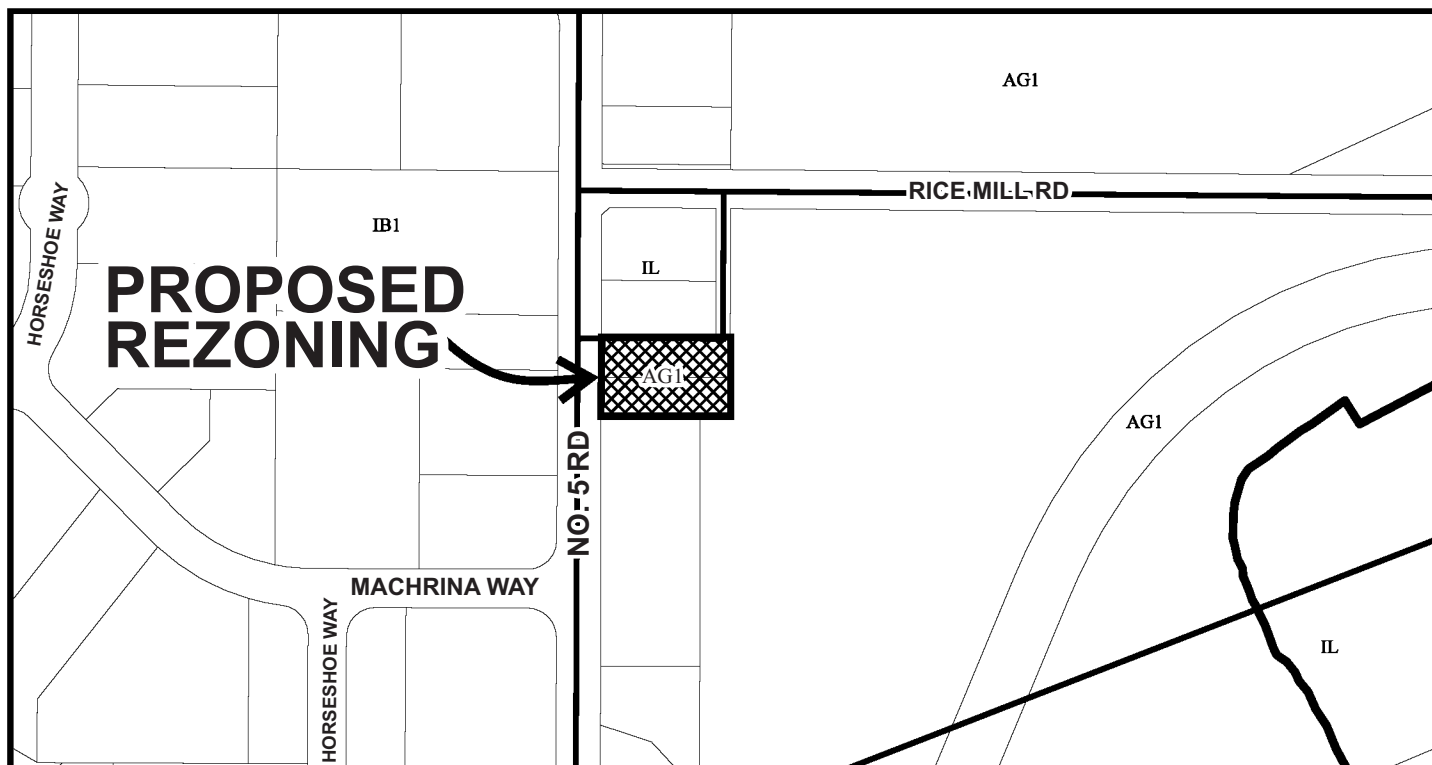 AG1
RICE MILL RD
HORSESHOE WAY
IB1
IL
PROPOSED
REZONING
AG1
AG1
NO. 5 RD
MACHRINA WAY
HORSESHOE WAY
IL